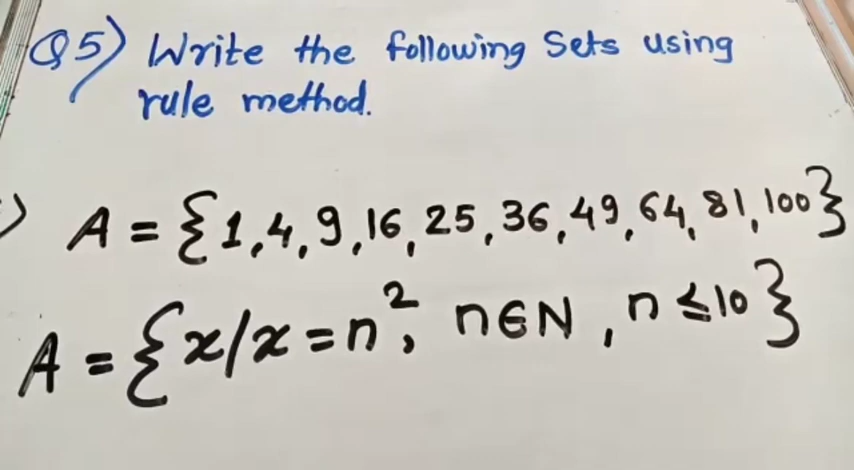 Q5) Write the following Sets using
rule method.
) A = {1,4,9,16,25,36,49,64,81,100}
A = {x/x = n², n∈N, n ≤ 10}